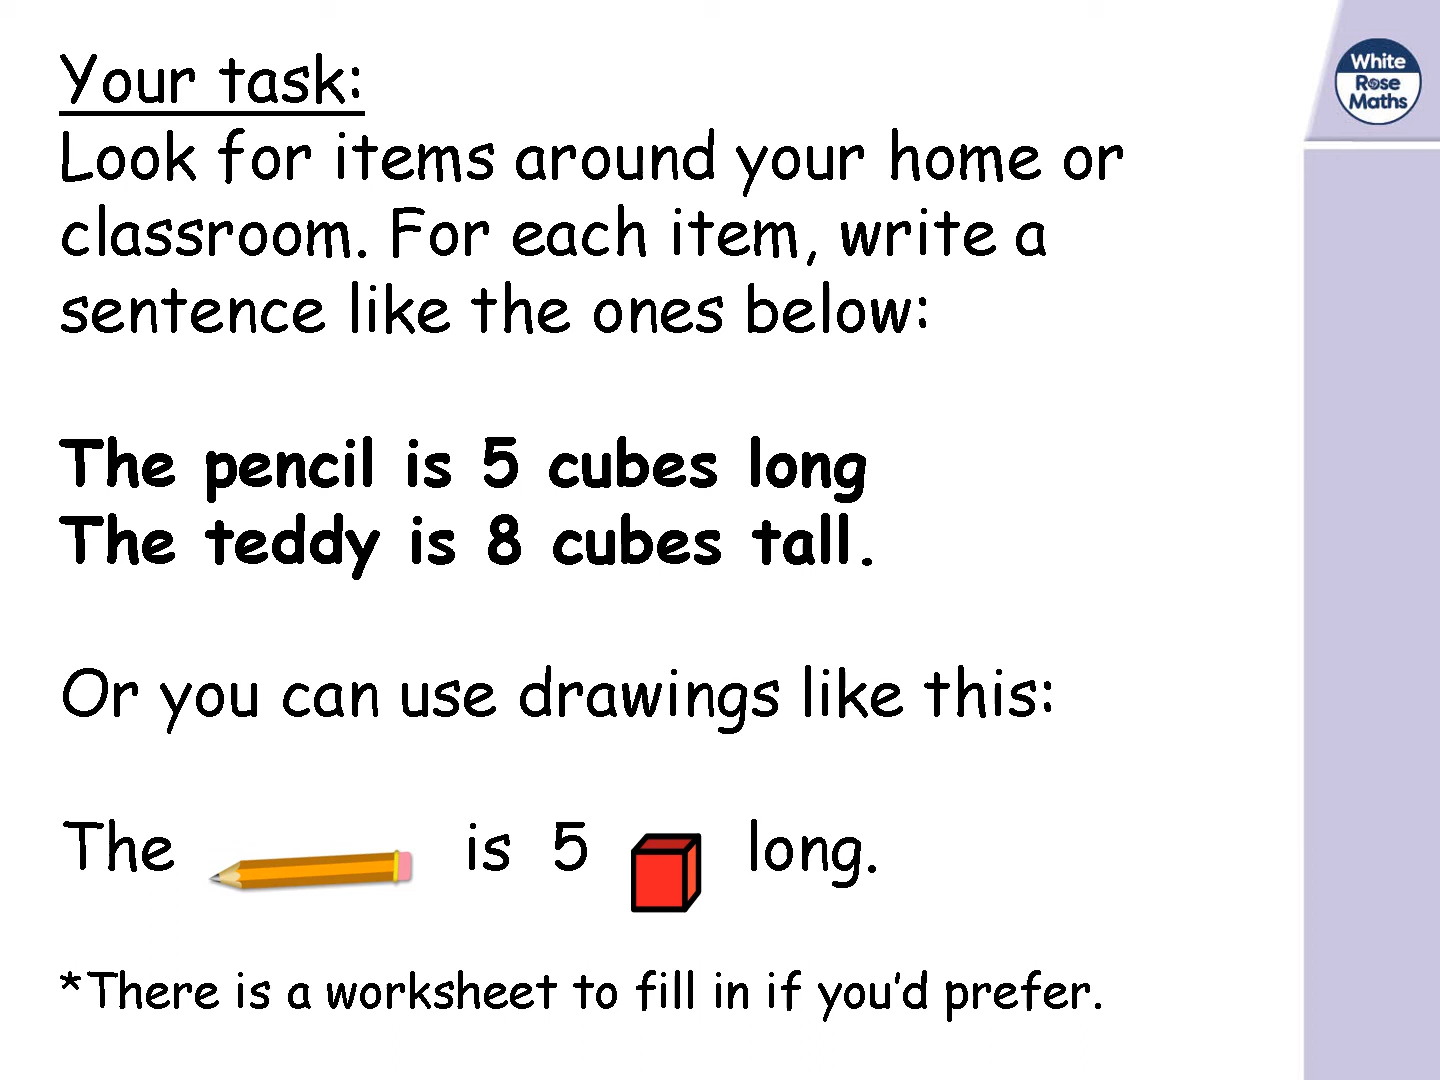 Your task:
Look for items around your home or
classroom. For each item, write a
sentence like the ones below:
The pencil is 5 cubes long
The teddy is 8 cubes tall.
Or you can use drawings like this:
The is 5 long.
*There is a worksheet to fill in if you'd prefer.
White
Rose
Maths